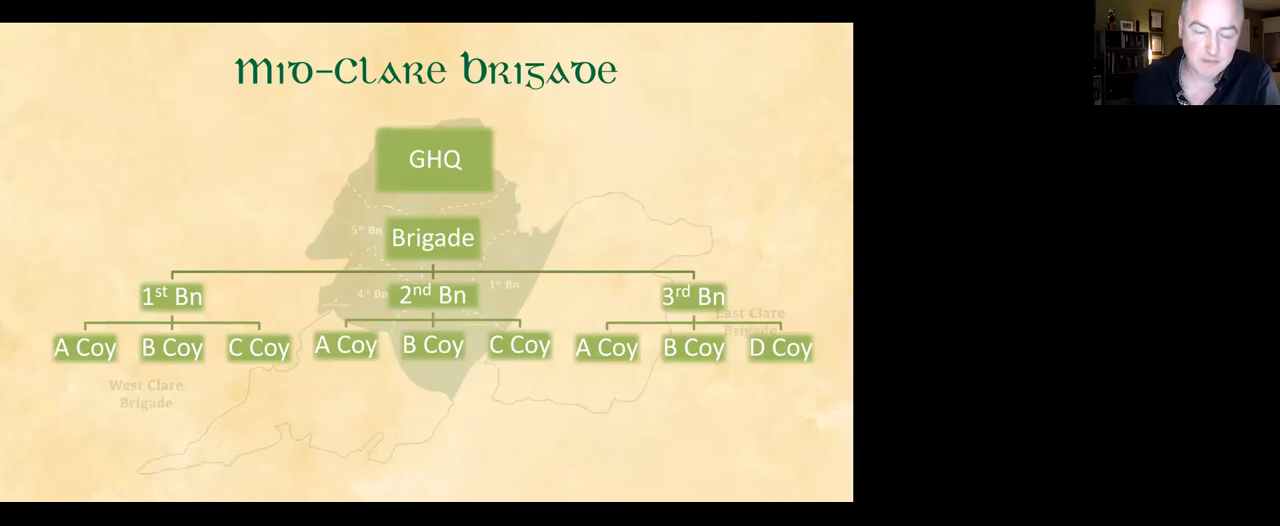 Mid-Clare Brigade
GHQ
5th Bn
Brigade
4th Bn
1st Bn
1st Bn
2nd Bn
3rd Bn
East Clare
Brigade
A Coy
B Coy
C Coy
A Coy
B Coy
C Coy
A Coy
B Coy
D Coy
West Clare
Brigade